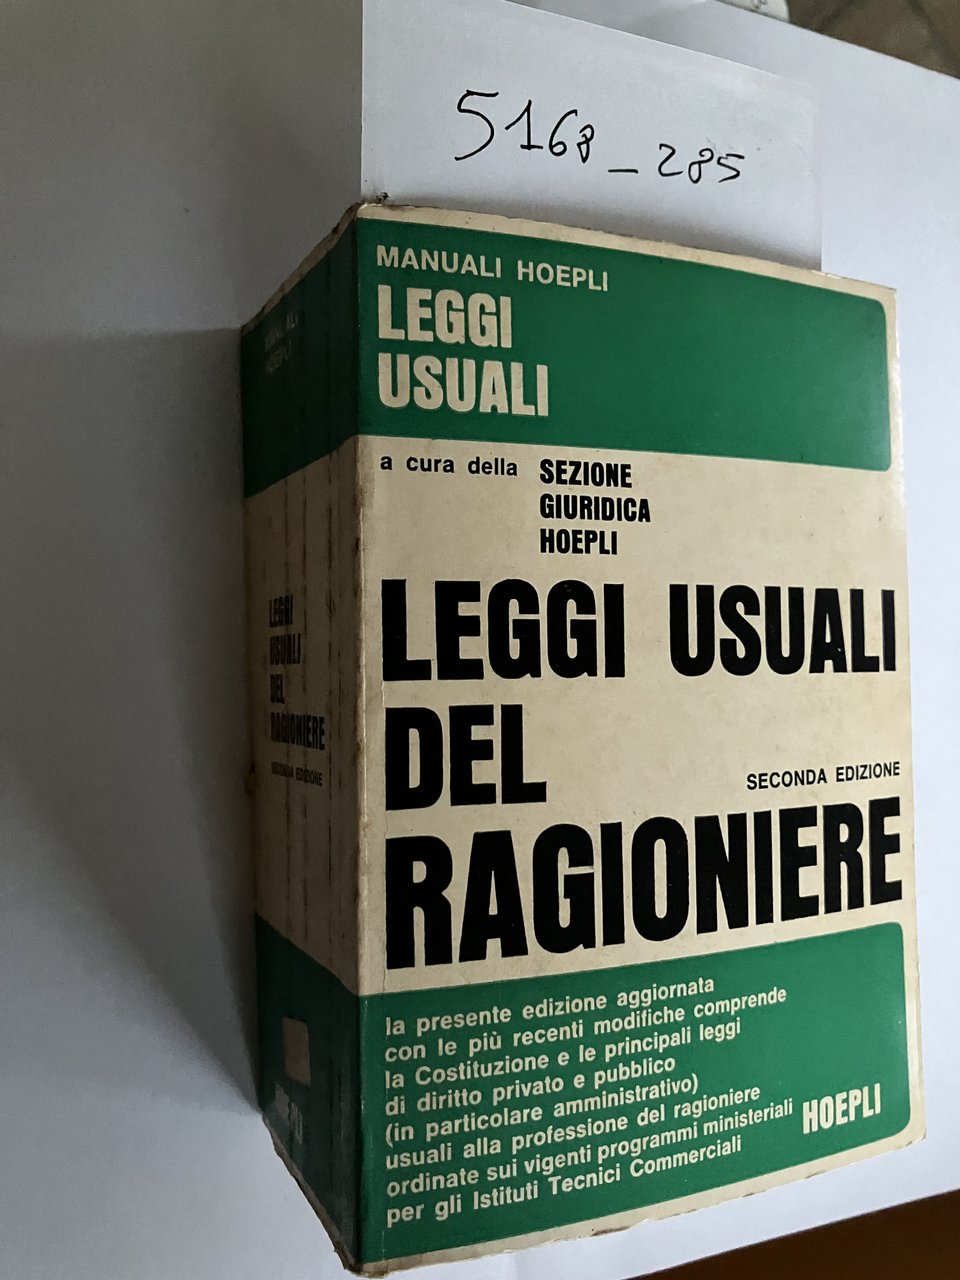 5168_285
MANUALI HOEPLI
LEGGI
USUALI
a cura della SEZIONE
GIURIDICA
HOEPLI
LEGGI USUALI
DEL
SECONDA EDIZIONE
RAGIONIERE
la presente edizione aggiornata
con le più recenti modifiche comprende
la Costituzione e le principali leggi
di diritto privato e pubblico
(in particolare amministrativo)
usuali alla professione del ragioniere
ordinate sui vigenti programmi ministeriali
per gli Istituti Tecnici Commerciali
HOEPLI
MANUALI
HOEPLI
LEGGI
USUALI
DEL
RAGIONIERE
SECONDA EDIZIONE
HOEPLI